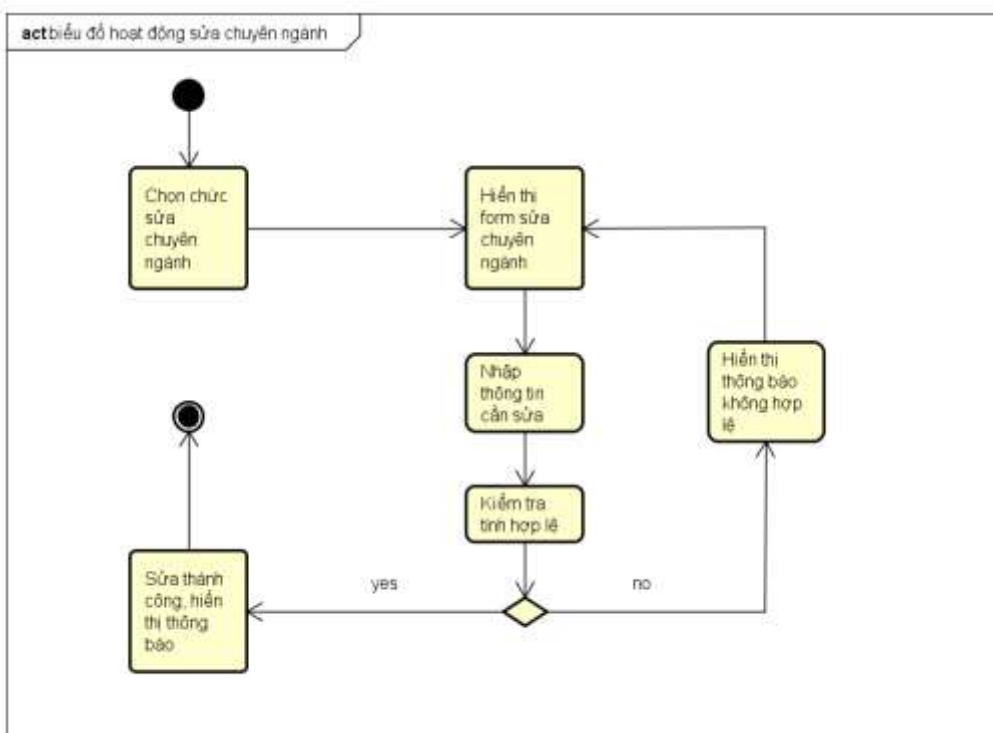 act biểu đồ hoạt động sửa chuyên ngành
Chọn chức
sửa
chuyên
ngành
Hiển thị
form sửa
chuyên
ngành
Nhập
thông tin
cần sửa
Hiển thị
thông báo
không hợp
lệ
Kiểm tra
tính hợp lệ
yes
no
Sửa thành
công, hiển
thị thông
báo